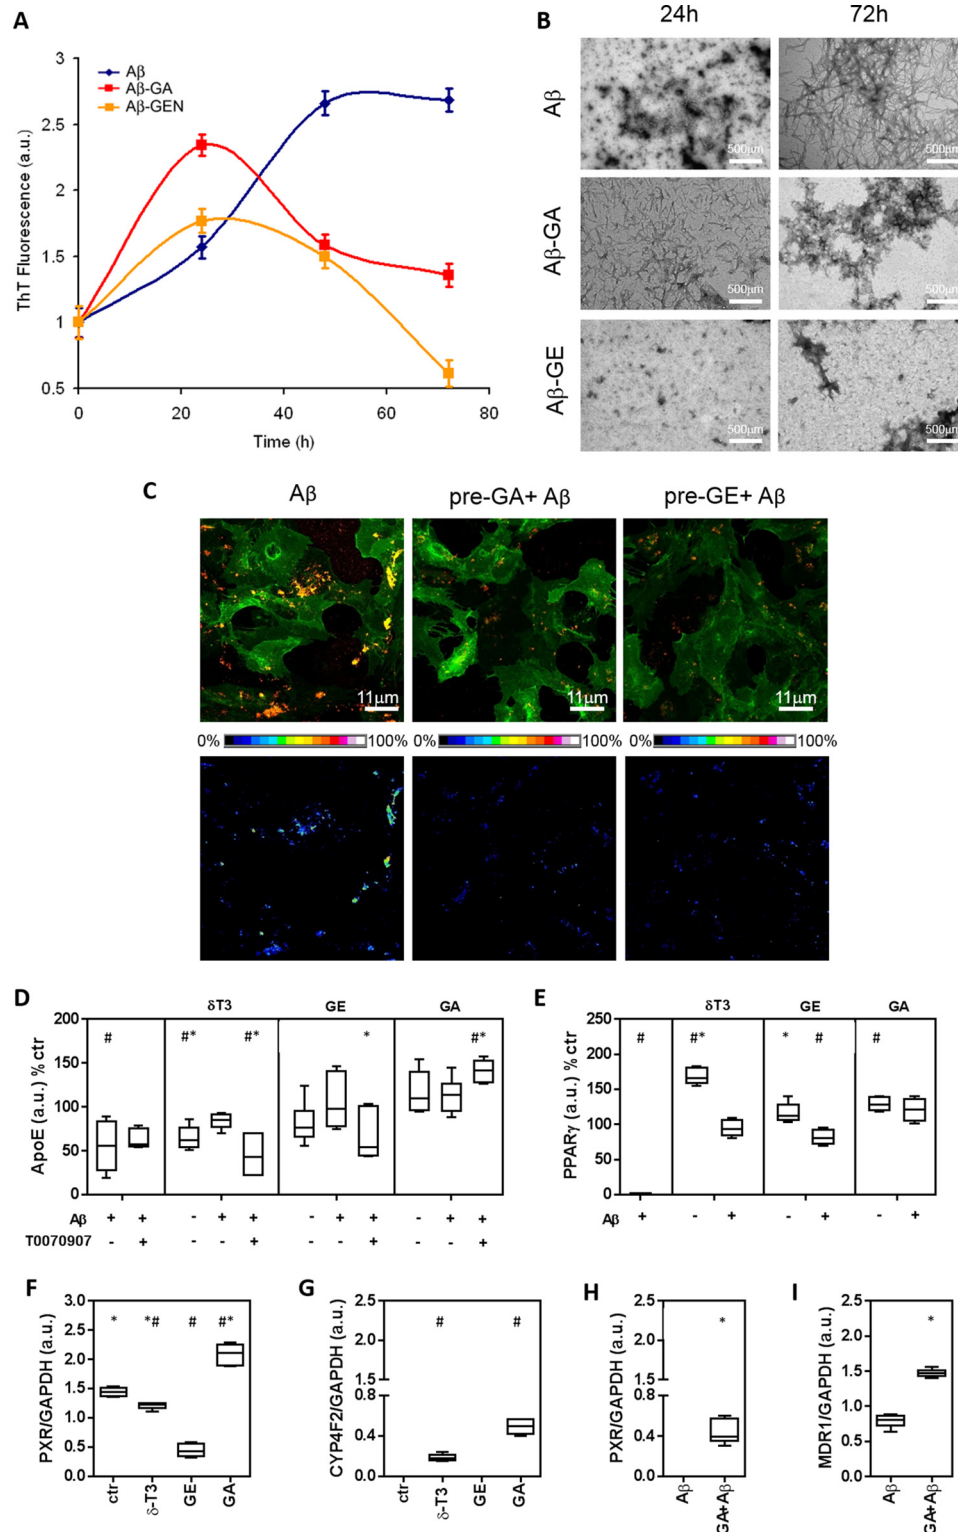 A
3
2.5
2
1.5
1
0.5
ThT Fluorescence (a.u.)
Aβ
Aβ-GA
Aβ-GEN
0 20 40 60 80
Time (h)
B
24h 72h
Aβ
500μm 500μm
Aβ-GA
500μm 500μm
Aβ-GE
500μm 500μm
C
Aβ pre-GA+ Aβ pre-GE+ Aβ
11μm 11μm 11μm
0% 100% 0% 100% 0% 100%
D
δT3 GE GA
200
150
100
50
0
ApoE (a.u.) % ctr
# #* #* * #*
Aβ + + - + + - + + - + +
T0070907 - + - - + - - + - - +
E
δT3 GE GA
250
200
150
100
50
0
PPARγ (a.u.) % ctr
# #* * # #
Aβ + - + - + - +
F
3.0
2.5
2.0
1.5
1.0
0.5
0.0
PXR/GAPDH (a.u.)
* *# # #*
ctr δ-T3 GE GA
G
2.5
2.0
1.5
0.8
0.4
0.0
CYP4F2/GAPDH (a.u.)
# #
ctr δ-T3 GE GA
H
2.5
2.0
1.5
0.8
0.4
0.0
PXR/GAPDH (a.u.)
*
Aβ GA+Aβ
I
2.5
2.0
1.5
1.0
0.5
0.0
MDR1/GAPDH (a.u.)
*
Aβ GA+Aβ